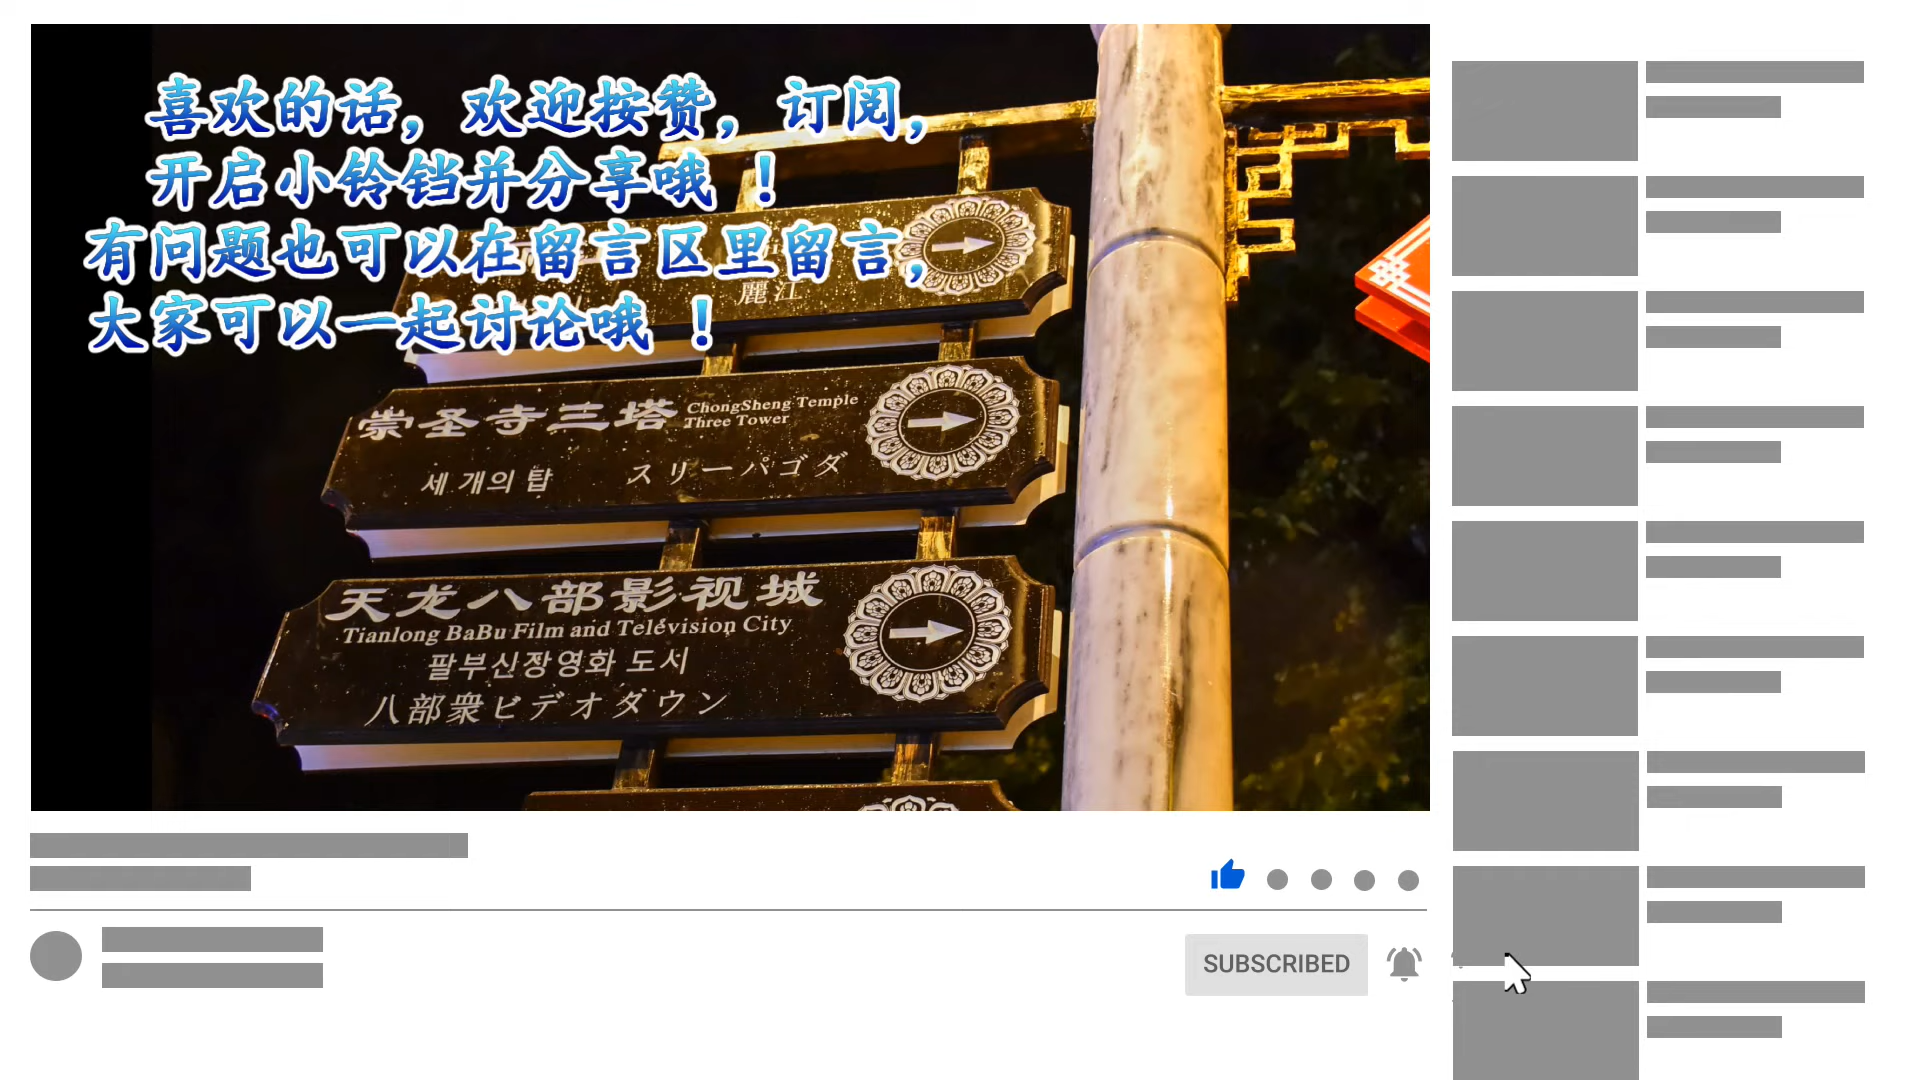 喜欢的话，欢迎按赞，订阅，
开启小铃铛并分享哦 ！
有问题也可以在留言区里留言，
大家可以一起讨论哦 ！
麗江
崇圣寺三塔
ChongSheng Temple
Three Tower
세 개의 탑
スリーパゴダ
天龙八部影视城
Tianlong BaBu Film and Television City
팔부신장영화 도서
八部衆ビデオダウン
SUBSCRIBED